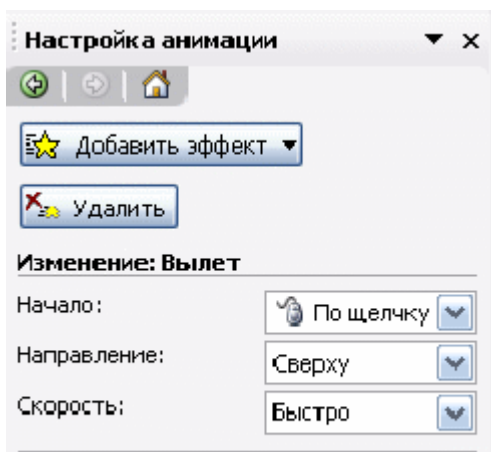 Настройка анимации
Добавить эффект
Удалить
Изменение: Вылет
Начало: По щелчку
Направление: Сверху
Скорость: Быстро